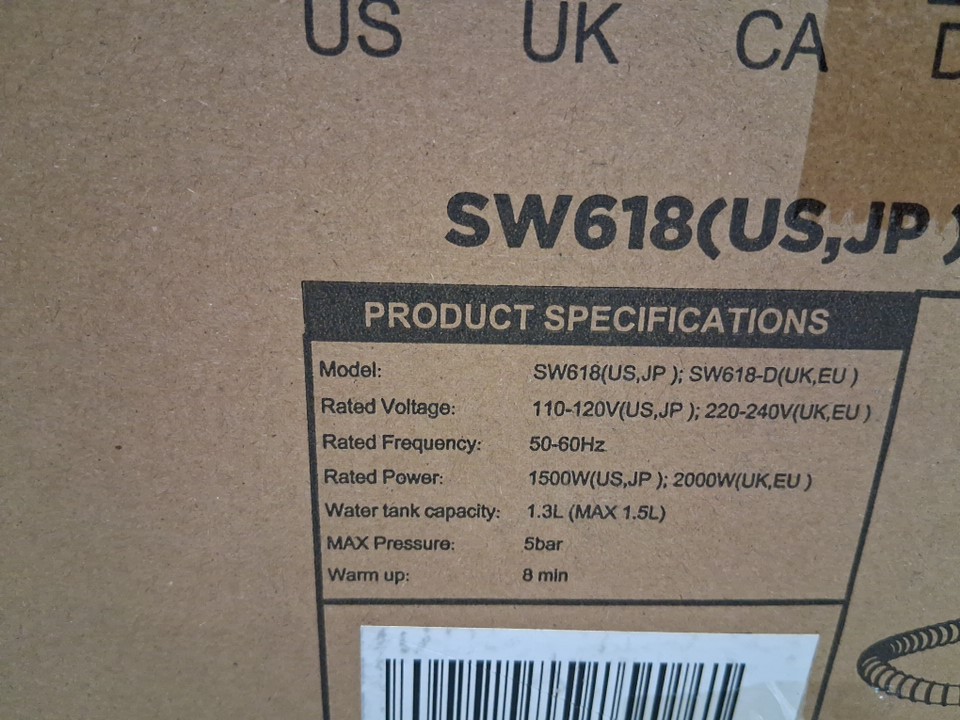 US UK CA
SW618(US,JP )
PRODUCT SPECIFICATIONS
Model: SW618(US,JP ); SW618-D(UK,EU )
Rated Voltage: 110-120V(US,JP ); 220-240V(UK,EU )
Rated Frequency: 50-60Hz
Rated Power: 1500W(US,JP ); 2000W(UK,EU )
Water tank capacity: 1.3L (MAX 1.5L)
MAX Pressure: 5bar
Warm up: 8 min